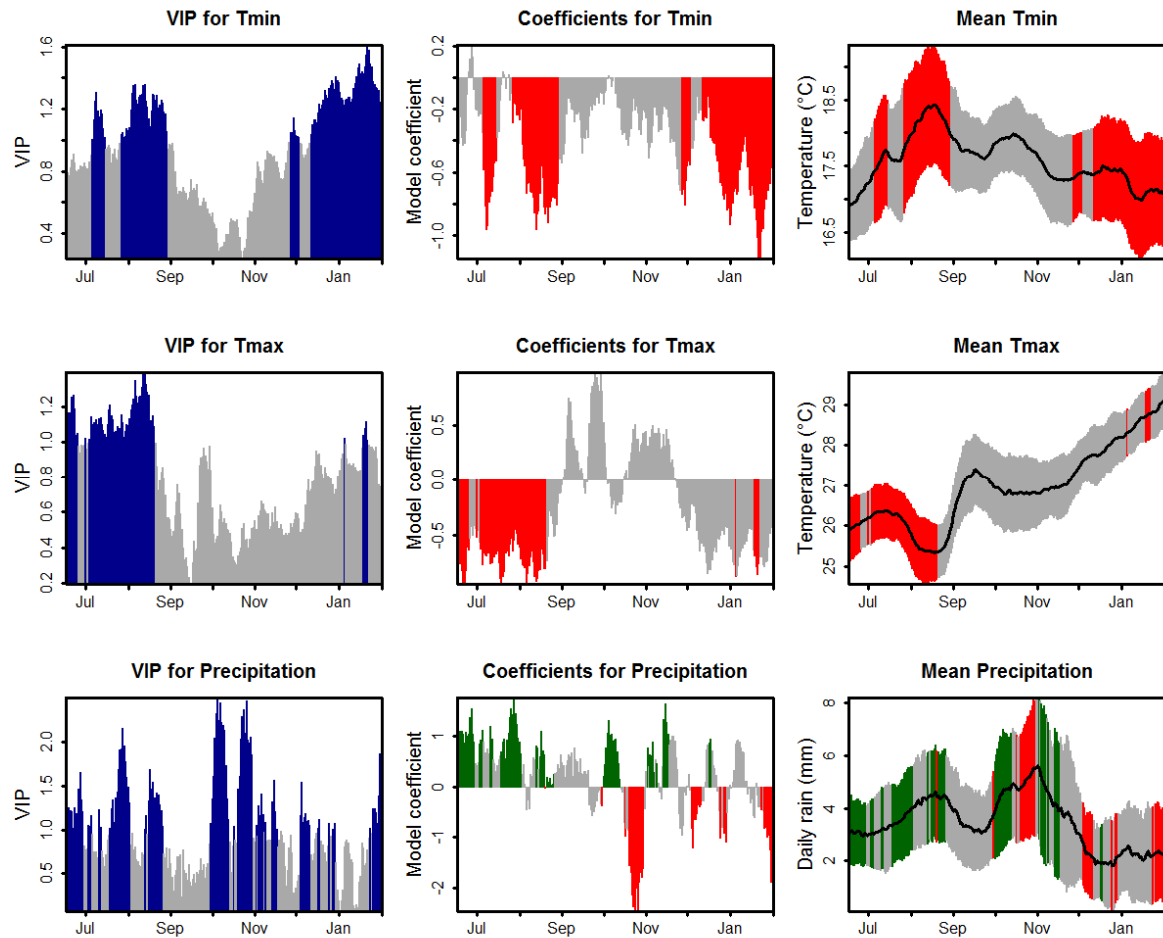 VIP for Tmin
VIP
1.6
1.2
0.8
0.4
Jul Sep Nov Jan
Coefficients for Tmin
Model coefficient
0.2
-0.2
-0.6
-1.0
Jul Sep Nov Jan
Mean Tmin
Temperature (°C)
18.5
17.5
16.5
Jul Sep Nov Jan
VIP for Tmax
VIP
1.2
1.0
0.8
0.6
0.4
0.2
Jul Sep Nov Jan
Coefficients for Tmax
Model coefficient
0.5
0.0
-0.5
Jul Sep Nov Jan
Mean Tmax
Temperature (°C)
29
28
27
26
25
Jul Sep Nov Jan
VIP for Precipitation
VIP
2.0
1.5
1.0
0.5
Jul Sep Nov Jan
Coefficients for Precipitation
Model coefficient
1
0
-1
-2
Jul Sep Nov Jan
Mean Precipitation
Daily rain (mm)
8
6
4
2
Jul Sep Nov Jan